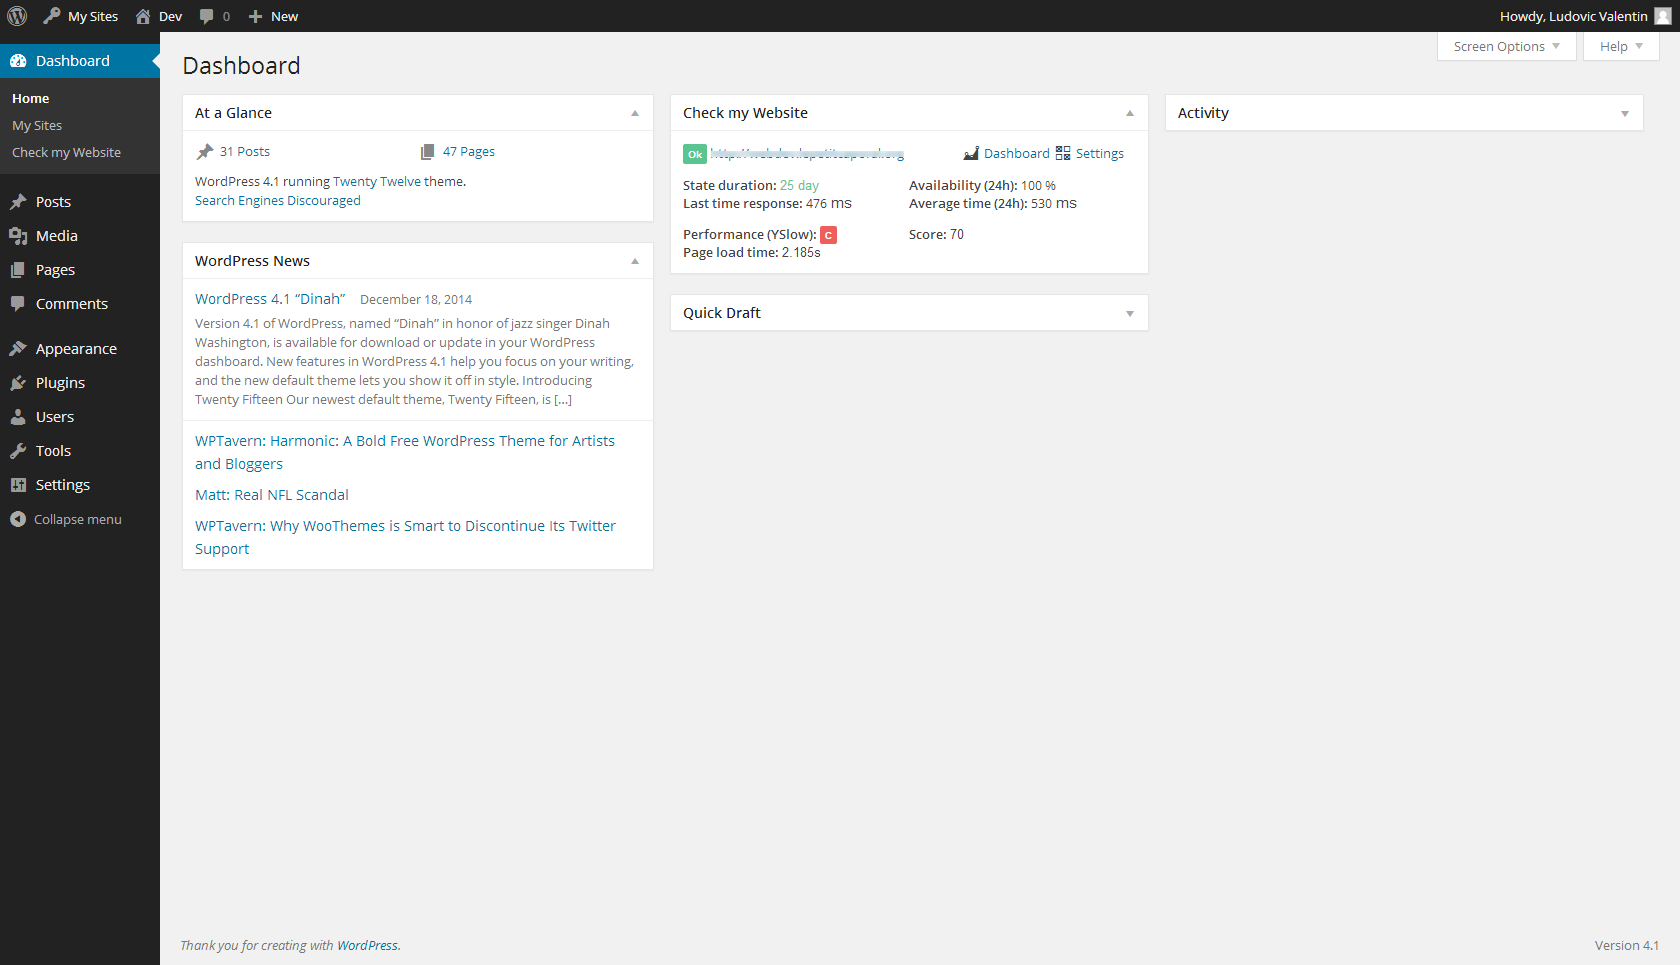 My Sites
Dev
0
New
Howdy, Ludovic Valentin
Dashboard
Home
My Sites
Check my Website
Posts
Media
Pages
Comments
Appearance
Plugins
Users
Tools
Settings
Collapse menu
Screen Options
Help
Dashboard
At a Glance
31 Posts
47 Pages
WordPress 4.1 running Twenty Twelve theme.
Search Engines Discouraged
WordPress News
WordPress 4.1 “Dinah” December 18, 2014
Version 4.1 of WordPress, named “Dinah” in honor of jazz singer Dinah
Washington, is available for download or update in your WordPress
dashboard. New features in WordPress 4.1 help you focus on your writing,
and the new default theme lets you show it off in style. Introducing
Twenty Fifteen Our newest default theme, Twenty Fifteen, is […]
WPTavern: Harmonic: A Bold Free WordPress Theme for Artists
and Bloggers
Matt: Real NFL Scandal
WPTavern: Why WooThemes is Smart to Discontinue Its Twitter
Support
Check my Website
Ok
Dashboard
Settings
State duration: 25 day
Availability (24h): 100 %
Last time response: 476 ms
Average time (24h): 530 ms
Performance (YSlow): C
Score: 70
Page load time: 2.185s
Quick Draft
Activity
Thank you for creating with WordPress.
Version 4.1